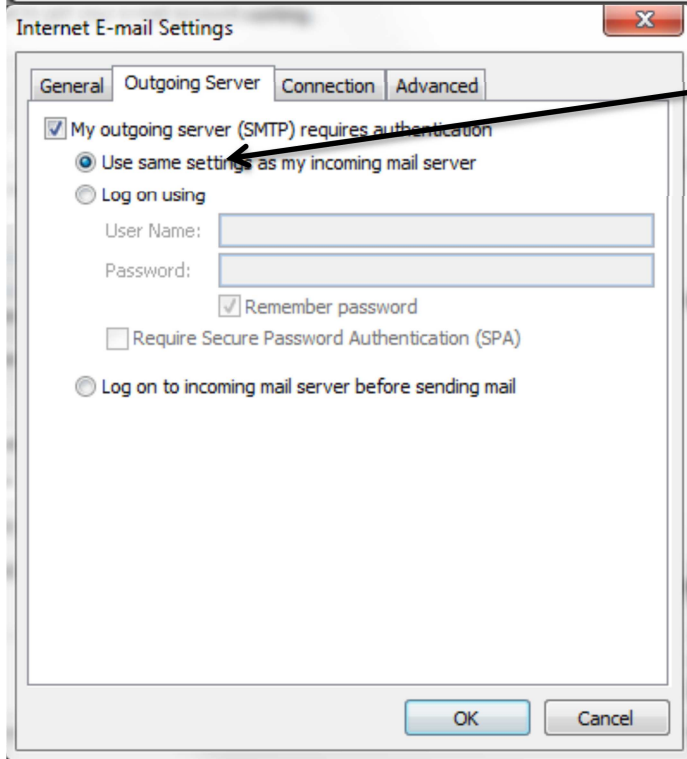 Internet E-mail Settings
General Outgoing Server Connection Advanced
My outgoing server (SMTP) requires authentication
Use same settings as my incoming mail server
Log on using
User Name:
Password:
Remember password
Require Secure Password Authentication (SPA)
Log on to incoming mail server before sending mail
OK Cancel